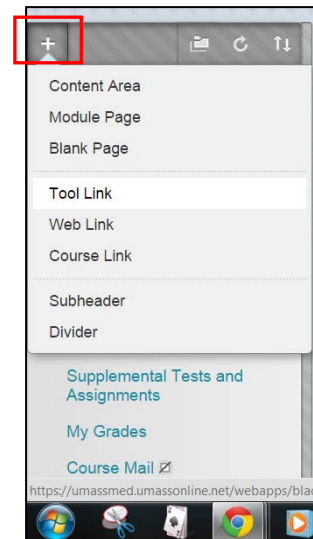 Content Area
Module Page
Blank Page
Tool Link
Web Link
Course Link
Subheader
Divider
Supplemental Tests and
Assignments
My Grades
Course Mail
https://umassmed.umassonline.net/webapps/blac